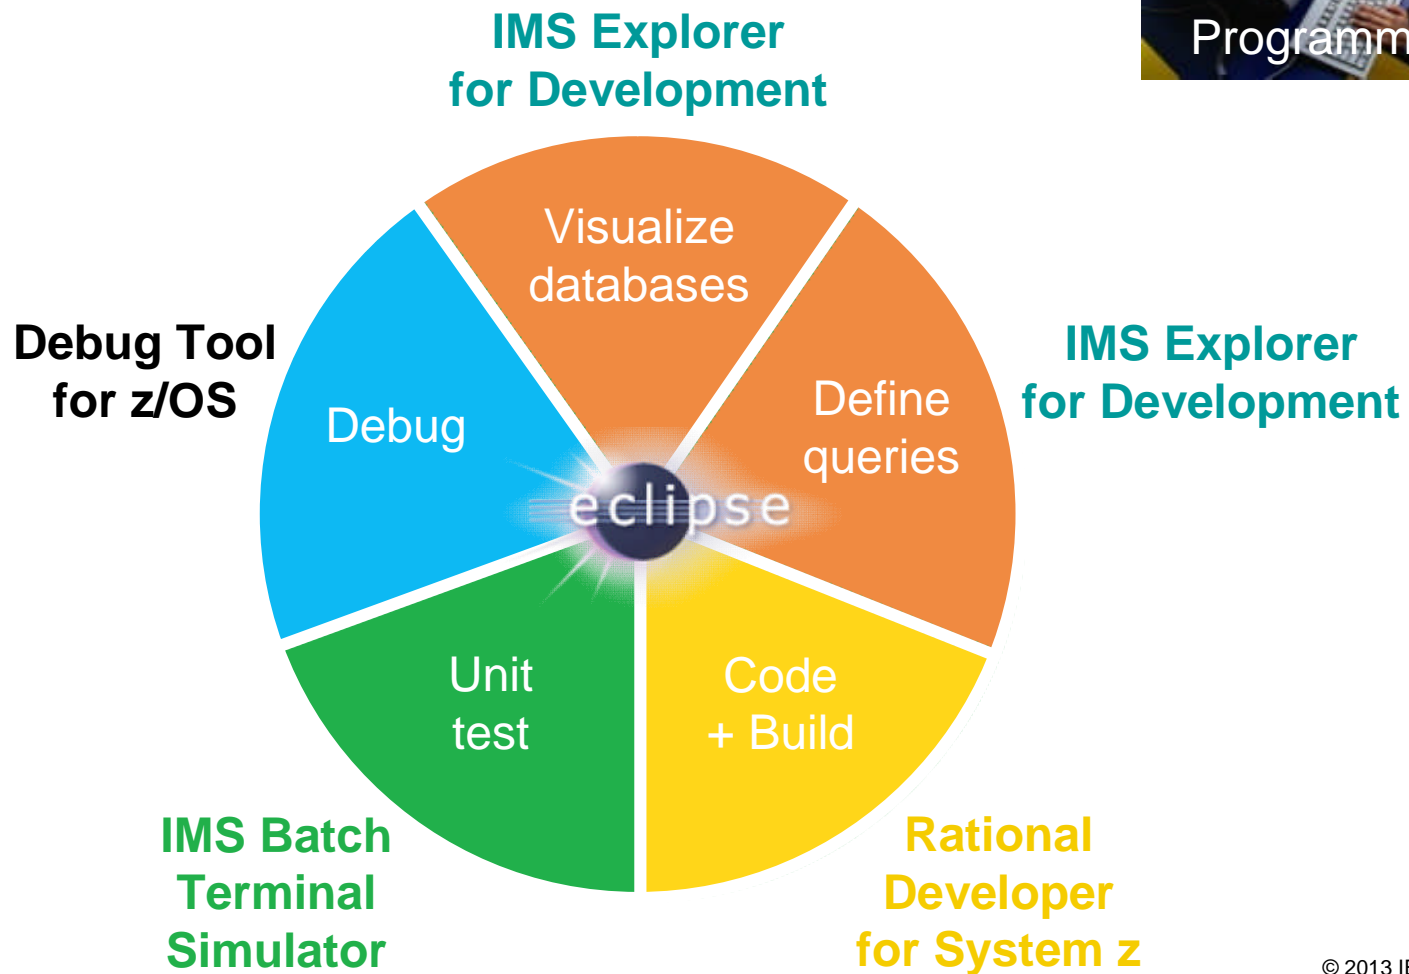 IMS Explorer
for Development
Visualize
databases
Debug Tool
for z/OS
Debug
IMS Explorer
for Development
Define
queries
eclipse
Unit
test
Code
+ Build
IMS Batch
Terminal
Simulator
Rational
Developer
for System z
© 2013